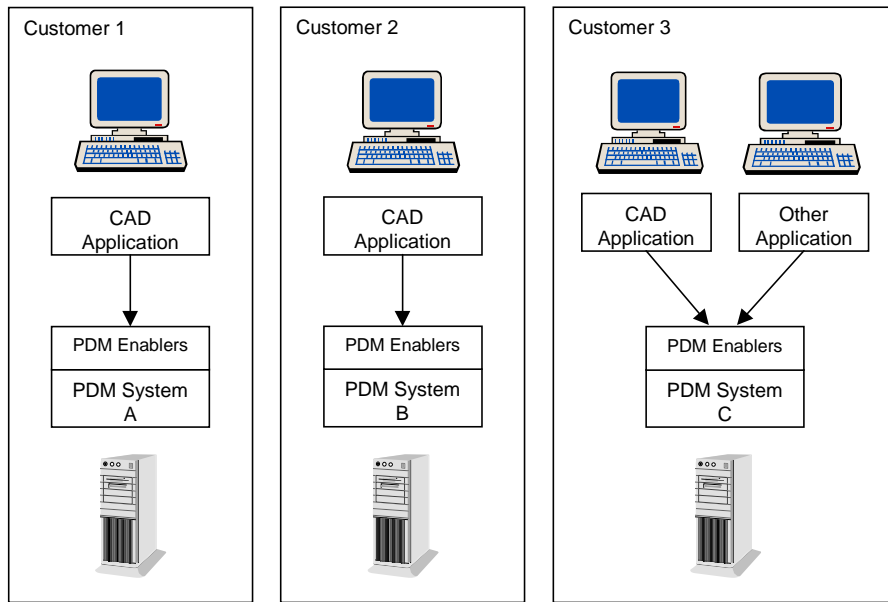 Customer 1
CAD
Application
PDM Enablers
PDM System
A
Customer 2
CAD
Application
PDM Enablers
PDM System
B
Customer 3
CAD
Application
Other
Application
PDM Enablers
PDM System
C